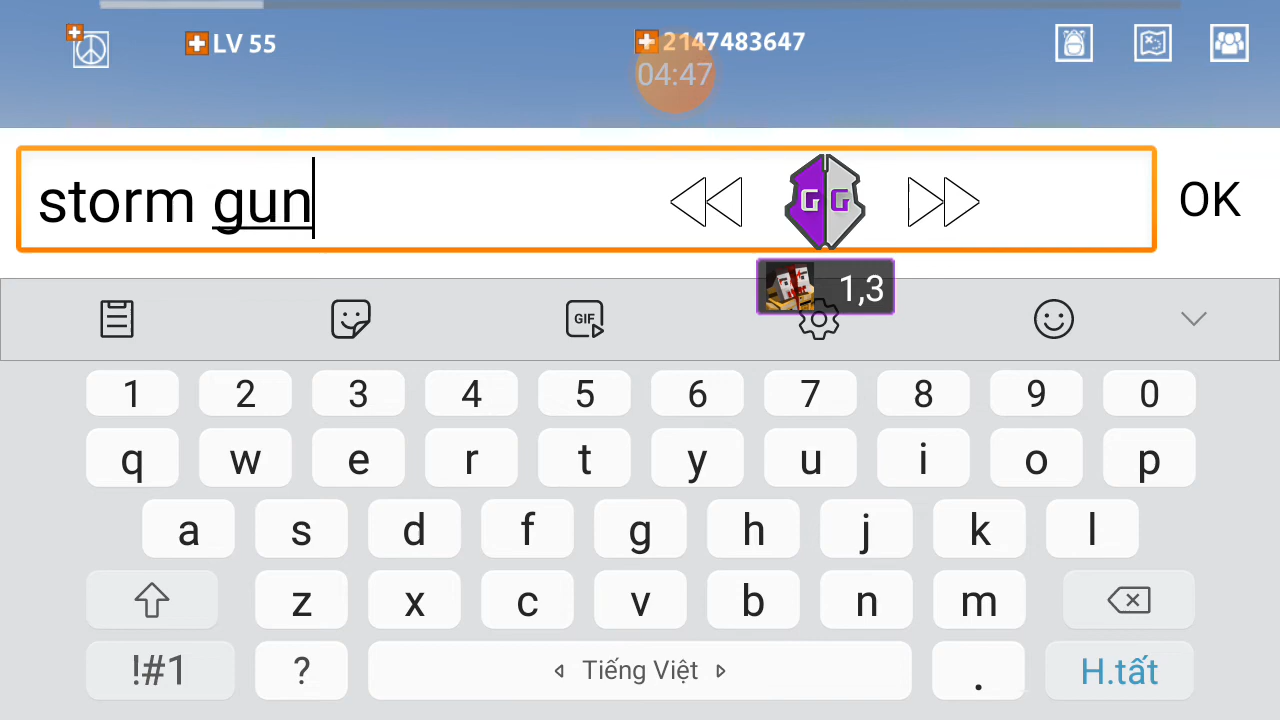 LV 55
2147483647
04:47
storm gun
GG
OK
1,3
GIF
1 2 3 4 5 6 7 8 9 0
q w e r t y u i o p
a s d f g h j k l
z x c v b n m
!#1 ? Tiếng Việt . H.tất